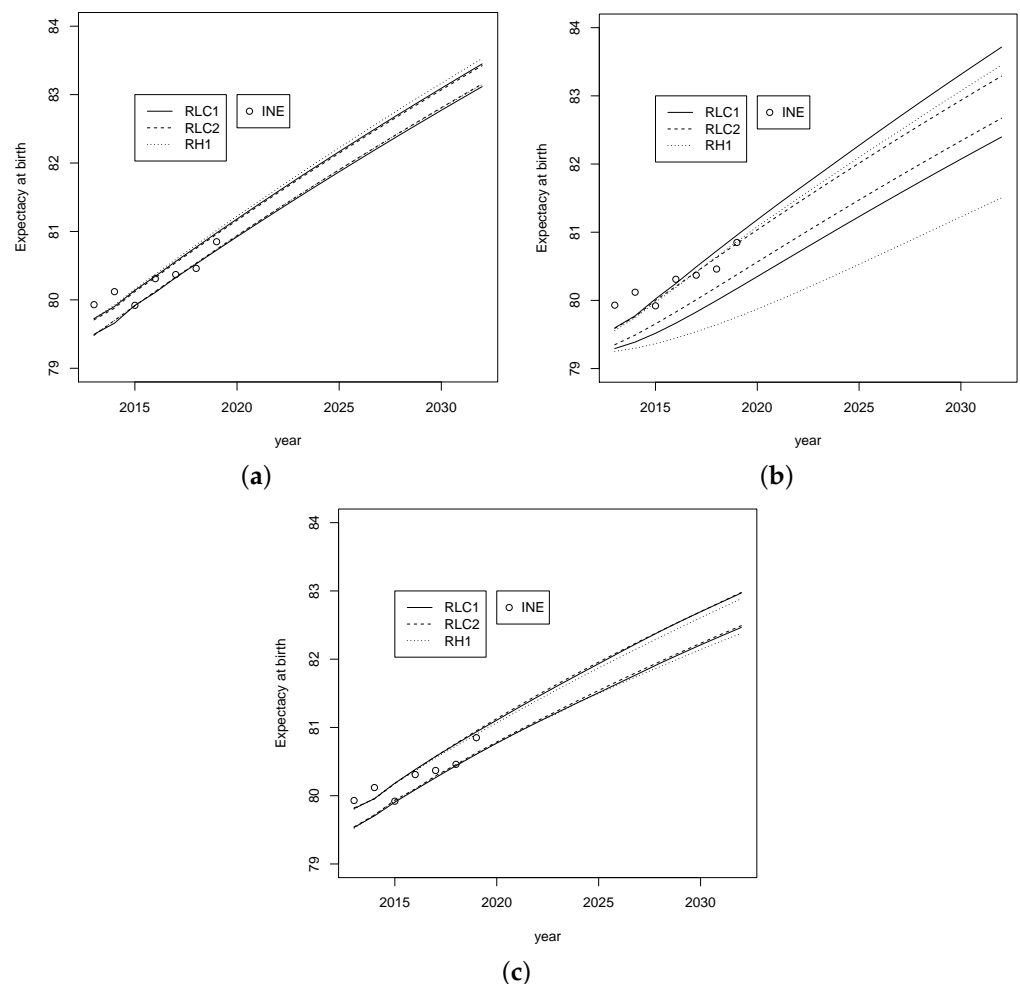 84
83
82
81
80
79
Expectacy at birth
RLC1
RLC2
RH1
INE
2015 2020 2025 2030
year
(a)
84
83
82
81
80
79
Expectacy at birth
RLC1
RLC2
RH1
INE
2015 2020 2025 2030
year
(b)
84
83
82
81
80
79
Expectacy at birth
RLC1
RLC2
RH1
INE
2015 2020 2025 2030
year
(c)